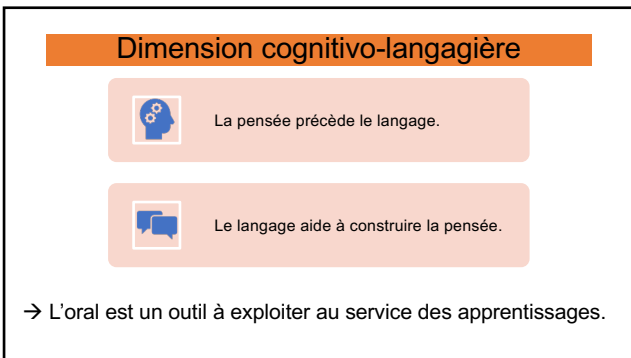 Dimension cognitivo-langagière
La pensée précède le langage.
Le langage aide à construire la pensée.
→ L’oral est un outil à exploiter au service des apprentissages.